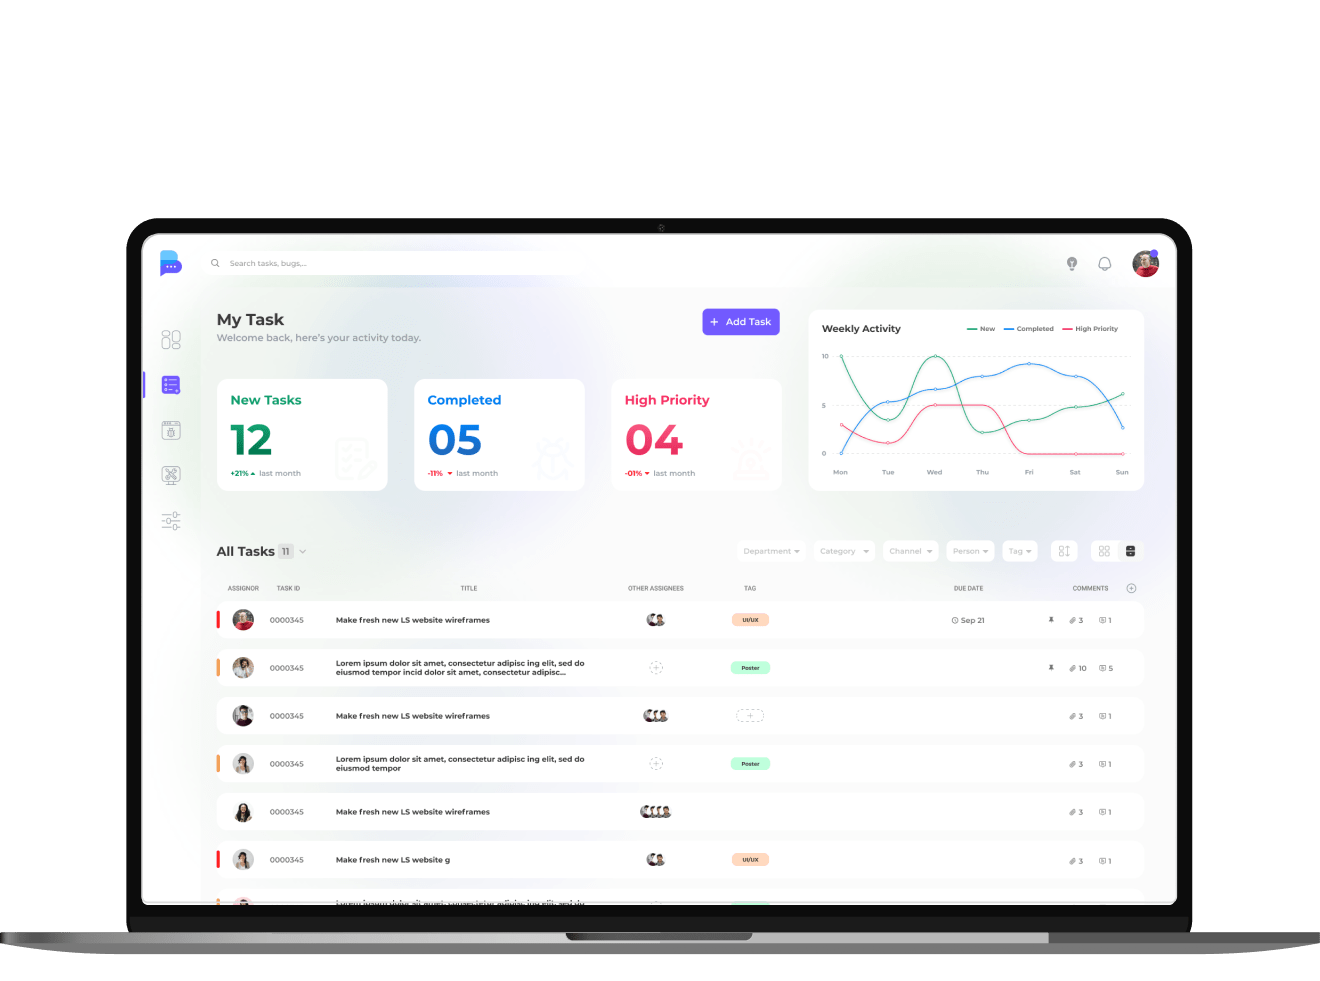 Search tasks, bugs,...
My Task
Welcome back, here's your activity today.
+ Add Task
Weekly Activity
New
Completed
High Priority
10
5
0
Mon
Tue
Wed
Thu
Fri
Sat
Sun
New Tasks
12
+21% last month
Completed
05
-11% last month
High Priority
04
-01% last month
All Tasks 11
Department
Category
Channel
Person
Tag
ASSIGNOR
TASK ID
TITLE
OTHER ASSIGNEES
TAG
DUE DATE
COMMENTS
0000345
Make fresh new LS website wireframes
UI/UX
Sep 21
3
1
0000345
Lorem ipsum dolor sit amet, consectetur adipisc ing elit, sed do
eiusmod tempor incid dolor sit amet, consectetur adipisc...
Poster
10
5
0000345
Make fresh new LS website wireframes
3
1
0000345
Lorem ipsum dolor sit amet, consectetur adipisc ing elit, sed do
eiusmod tempor
Poster
3
1
0000345
Make fresh new LS website wireframes
3
1
0000345
Make fresh new LS website g
UI/UX
3
1